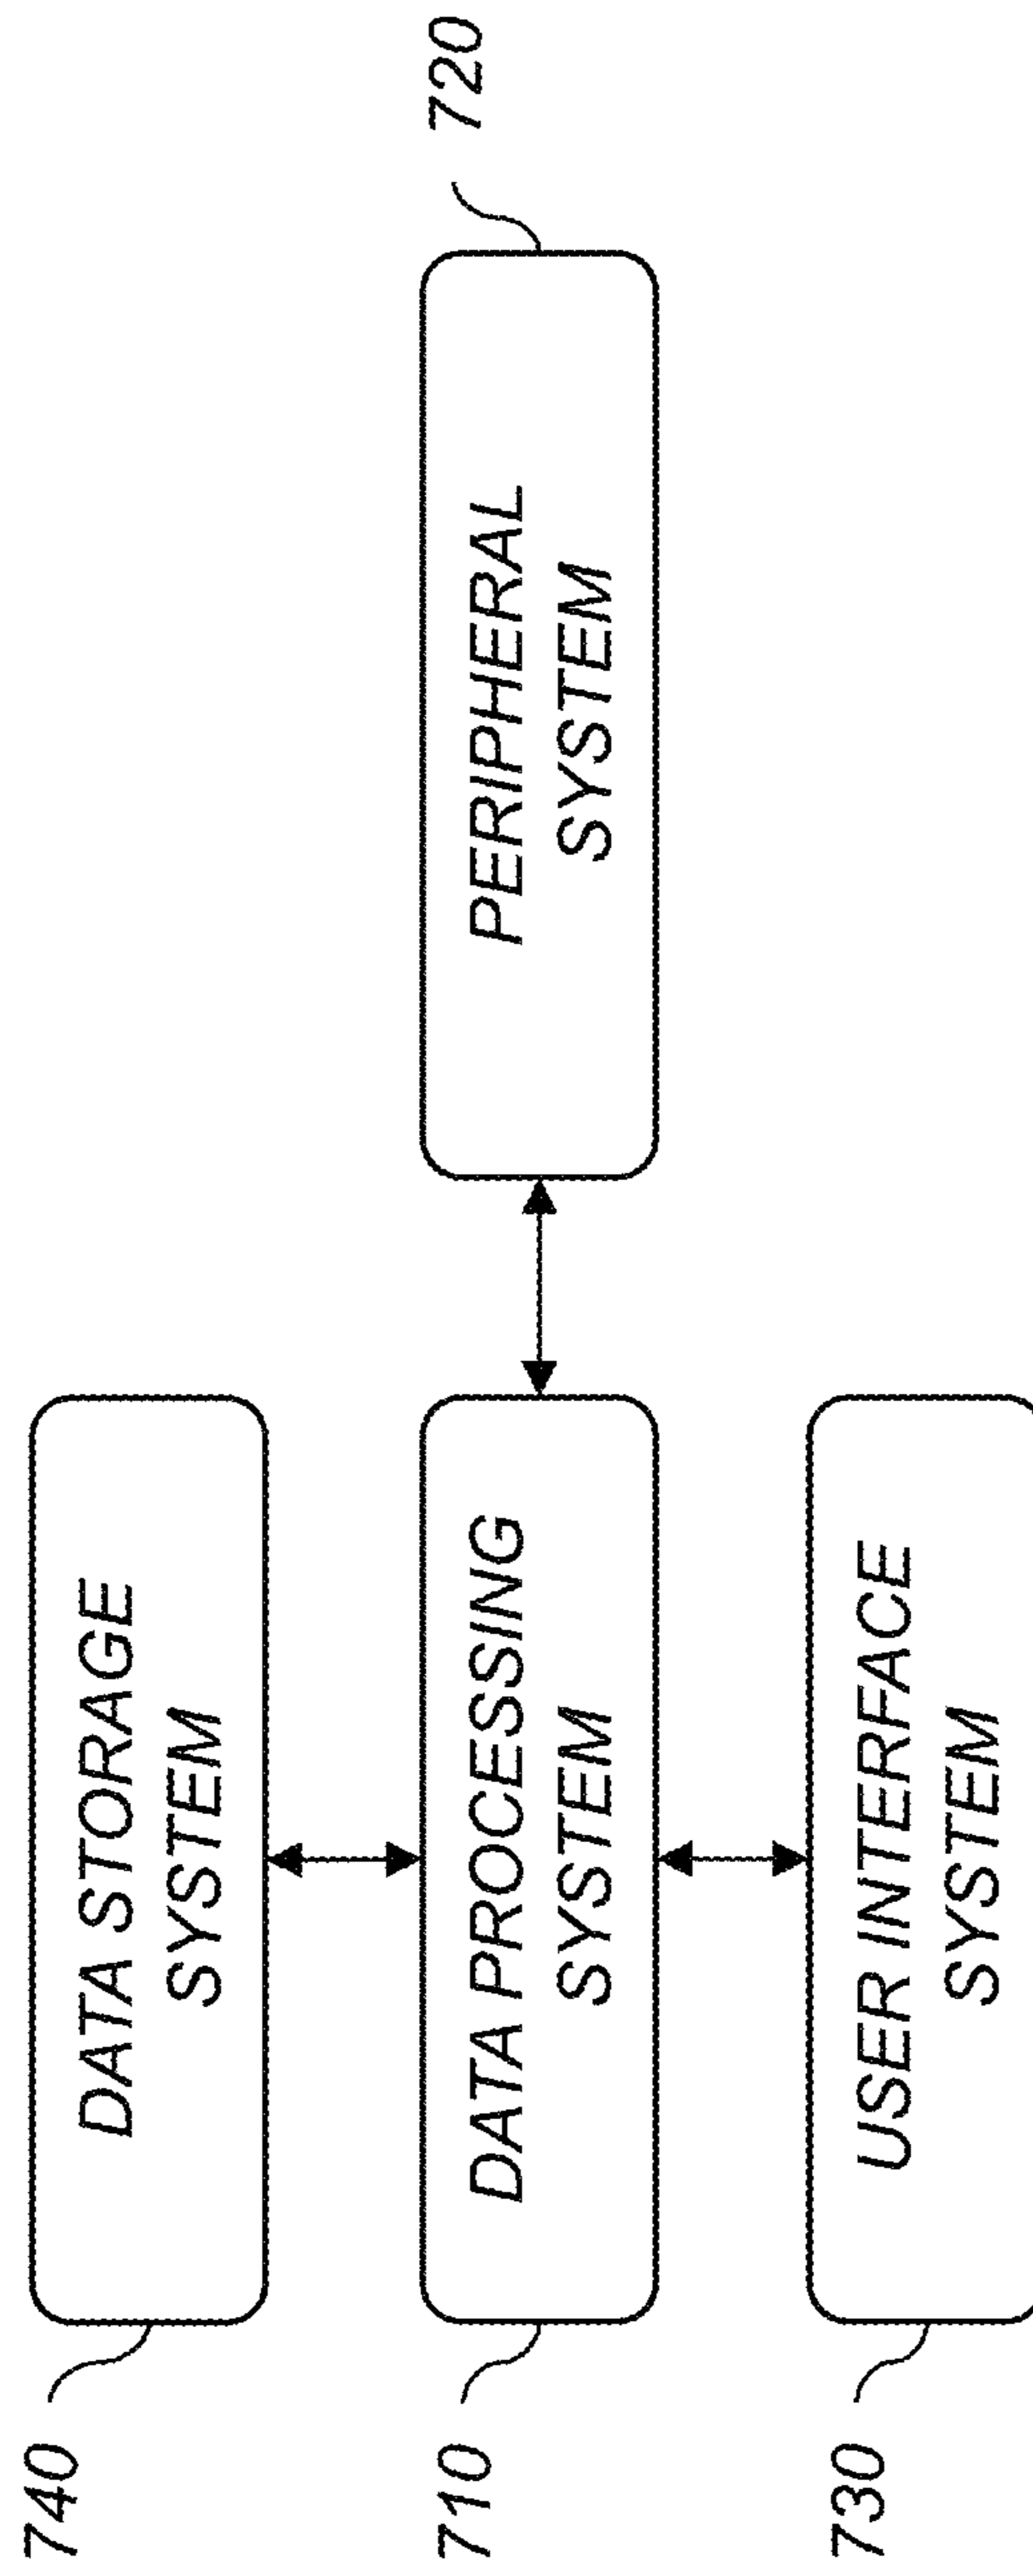 740
DATA STORAGE
SYSTEM
710
DATA PROCESSING
SYSTEM
PERIPHERAL
SYSTEM
720
730
USER INTERFACE
SYSTEM